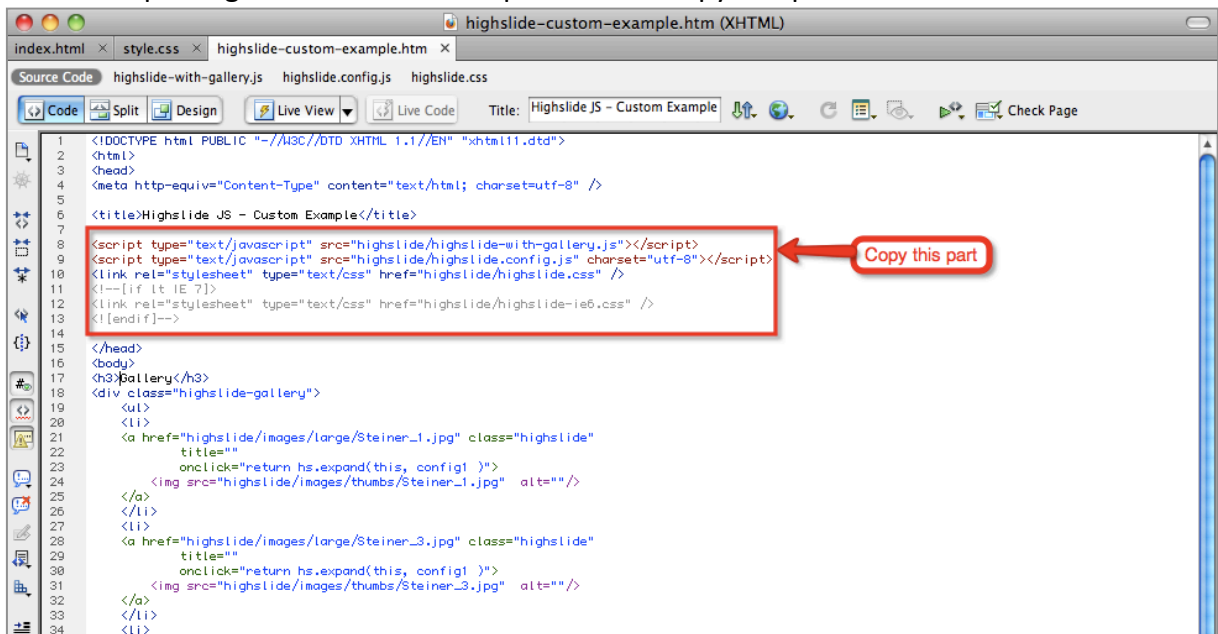 highslide-custom-example.htm (XHTML)
index.html × style.css × highslide-custom-example.htm ×
Source Code highslide-with-gallery.js highslide.config.js highslide.css
Code Split Design Live View Live Code Title: Highslide JS - Custom Example Check Page
1 <!DOCTYPE html PUBLIC "-//W3C//DTD XHTML 1.1//EN" "xhtml11.dtd">
2 <html>
3 <head>
4 <meta http-equiv="Content-Type" content="text/html; charset=utf-8" />
5
6 <title>Highslide JS - Custom Example</title>
7
8 <script type="text/javascript" src="highslide/highslide-with-gallery.js"></script>
9 <script type="text/javascript" src="highslide/highslide.config.js" charset="utf-8"></script>
Copy this part
10 <link rel="stylesheet" type="text/css" href="highslide/highslide.css" />
11 <!--[if lt IE 7]>
12 <link rel="stylesheet" type="text/css" href="highslide/highslide-ie6.css" />
13 <![endif]-->
14
15 </head>
16 <body>
17 <h3>Gallery</h3>
18 <div class="highslide-gallery">
19 <ul>
20 <li>
21 <a href="highslide/images/large/Steiner_1.jpg" class="highslide"
22 title=""
23 onclick="return hs.expand(this, config1 )">
24 <img src="highslide/images/thumbs/Steiner_1.jpg" alt=""/>
25 </a>
26 </li>
27 <li>
28 <a href="highslide/images/large/Steiner_3.jpg" class="highslide"
29 title=""
30 onclick="return hs.expand(this, config1 )">
31 <img src="highslide/images/thumbs/Steiner_3.jpg" alt=""/>
32 </a>
33 </li>
34 <li>